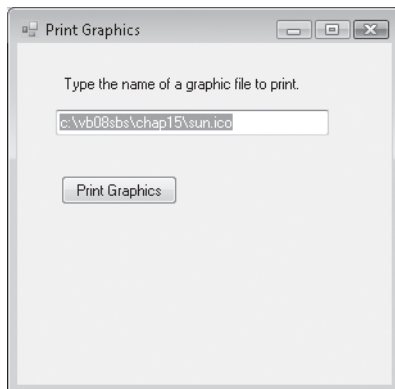 Print Graphics
Type the name of a graphic file to print.
c:\vb08sbs\chap15\sun.ico
Print Graphics